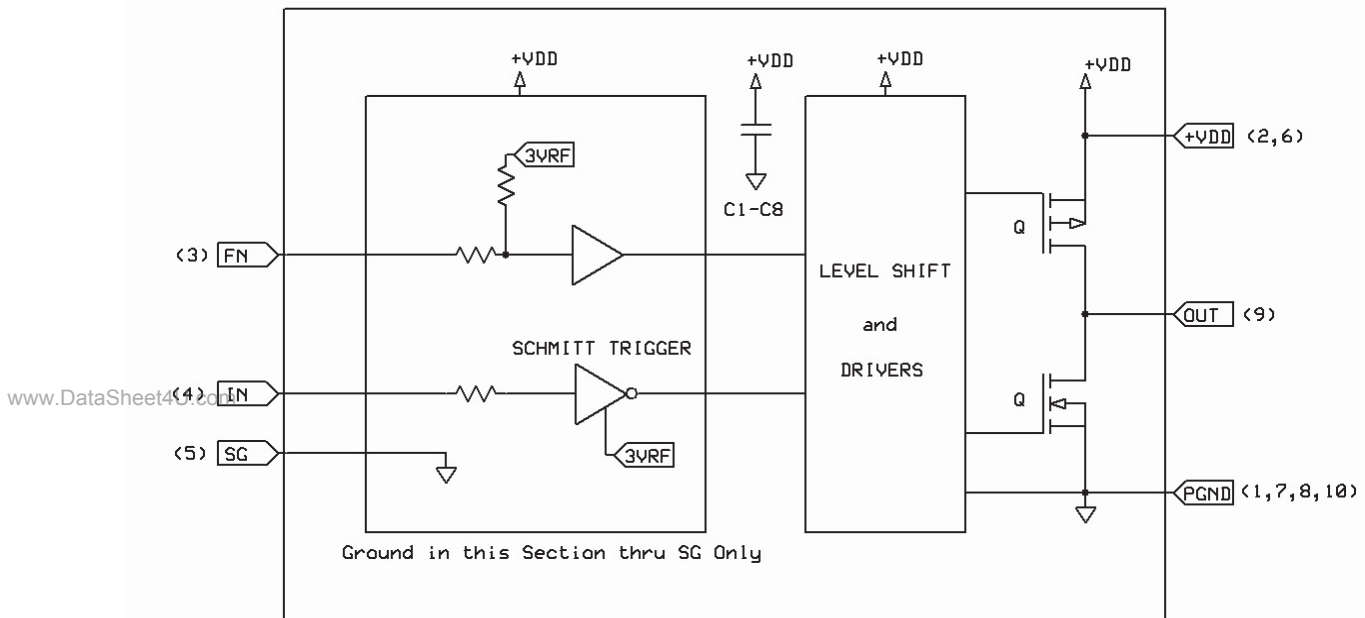 +VDD
+VDD
+VDD
+VDD
3VRF
+VDD (2,6)
C1-C8
Q
(3) FN
LEVEL SHIFT
and
DRIVERS
OUT (9)
SCHMITT TRIGGER
www.DataSheet4U.com
(4) IN
Q
(5) SG
3VRF
PGND (1,7,8,10)
Ground in this Section thru SG Only